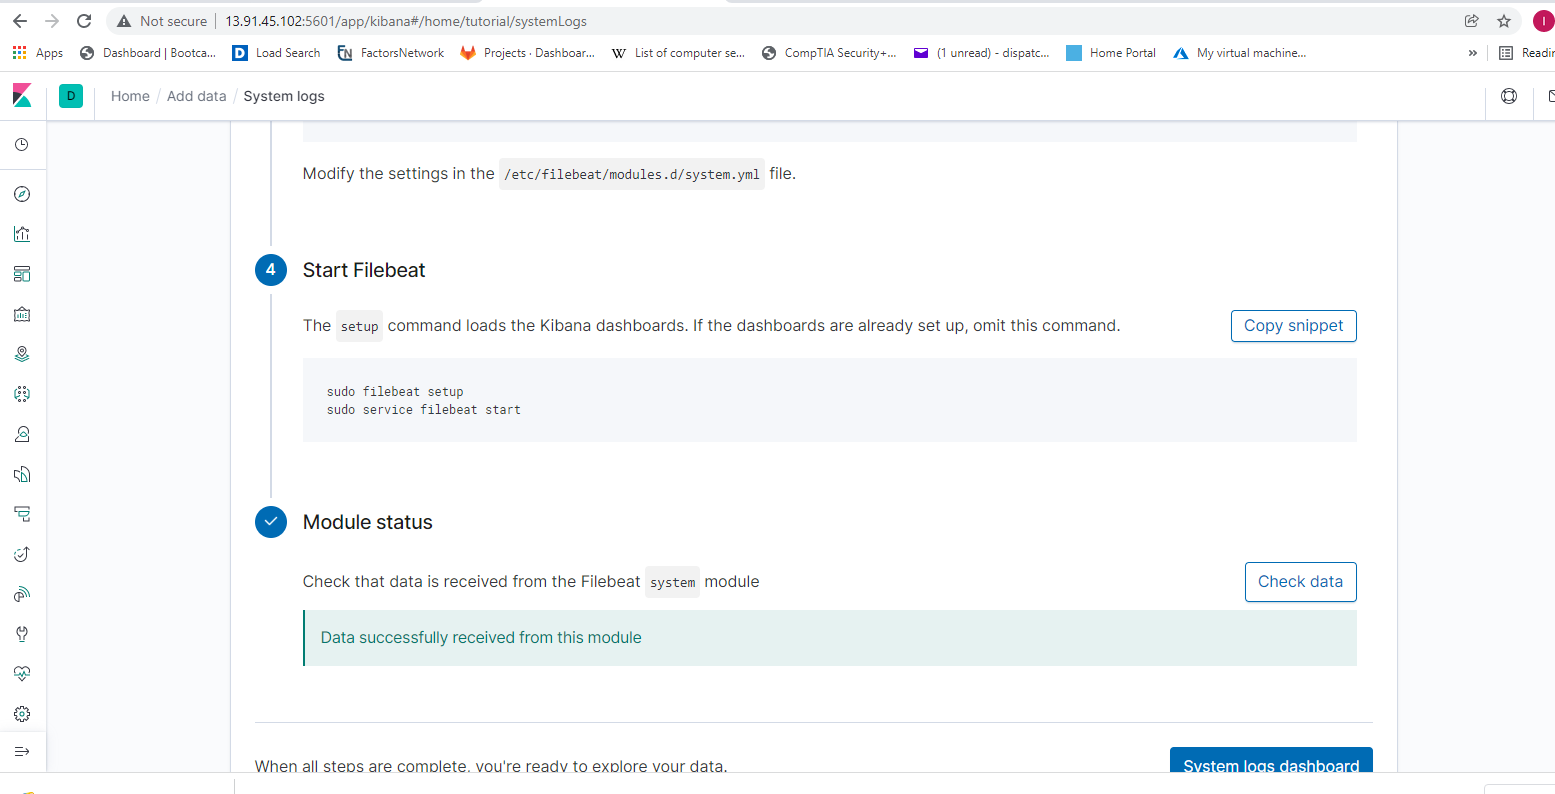 Not secure
13.91.45.102:5601/app/kibana#/home/tutorial/systemLogs
I
Apps
Dashboard | Bootca...
D
Load Search
FN
FactorsNetwork
Projects · Dashboar...
W
List of computer se...
CompTIA Security+...
(1 unread) - dispatc...
Home Portal
My virtual machine...
»
Readin
D
Home / Add data / System logs
Modify the settings in the /etc/filebeat/modules.d/system.yml file.
4
Start Filebeat
The setup command loads the Kibana dashboards. If the dashboards are already set up, omit this command.
Copy snippet
sudo filebeat setup
sudo service filebeat start
Module status
Check that data is received from the Filebeat system module
Check data
Data successfully received from this module
When all steps are complete, you're ready to explore your data.
System logs dashboard